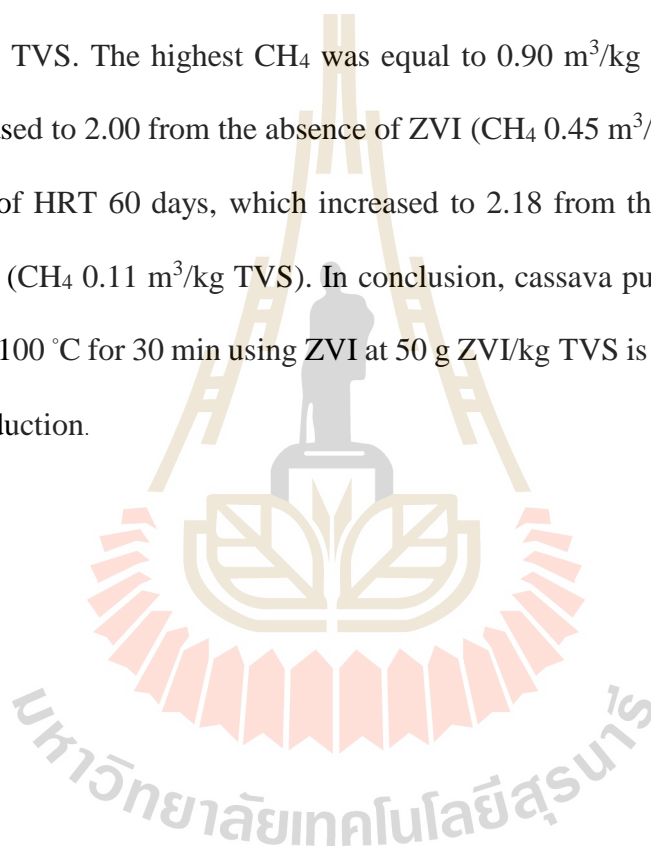 TVS. The highest CH₄ was equal to 0.90 m³/kg
sed to 2.00 from the absence of ZVI (CH₄ 0.45 m³/
of HRT 60 days, which increased to 2.18 from th
(CH₄ 0.11 m³/kg TVS). In conclusion, cassava pu
100 °C for 30 min using ZVI at 50 g ZVI/kg TVS is
duction.
มหาวิทยาลัยเทคโนโลยีสุรนารี